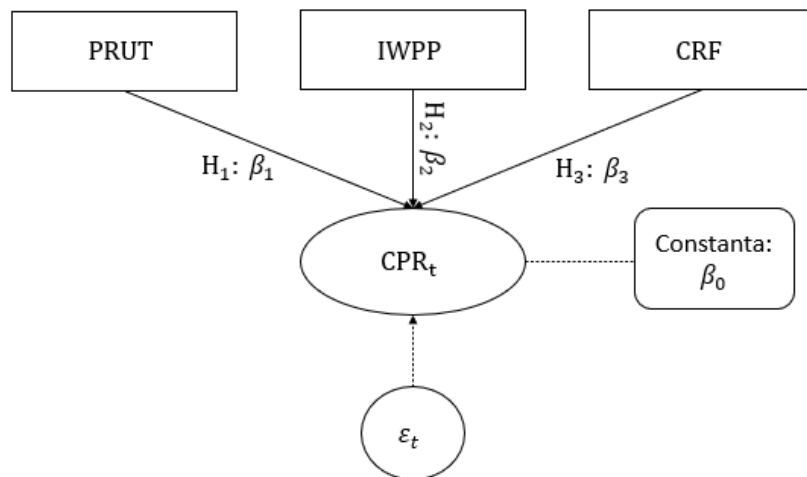 PRUT
IWPP
CRF
H₁: β₁
H₂: β₂
H₃: β₃
CPRₜ
Constanta:
β₀
εₜ